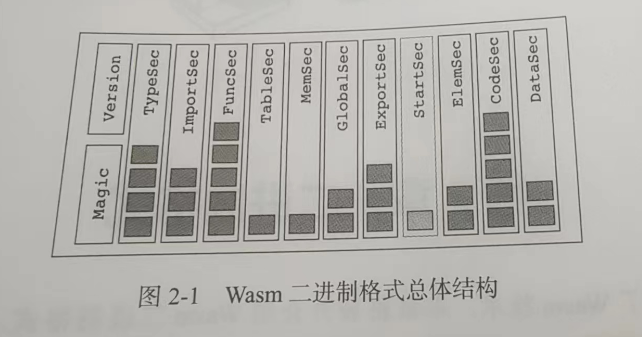 Magic
Version
TypeSec
ImportSec
FuncSec
TableSec
MemSec
GlobalSec
ExportSec
StartSec
ElemSec
CodeSec
DataSec
图 2-1 Wasm 二进制格式总体结构